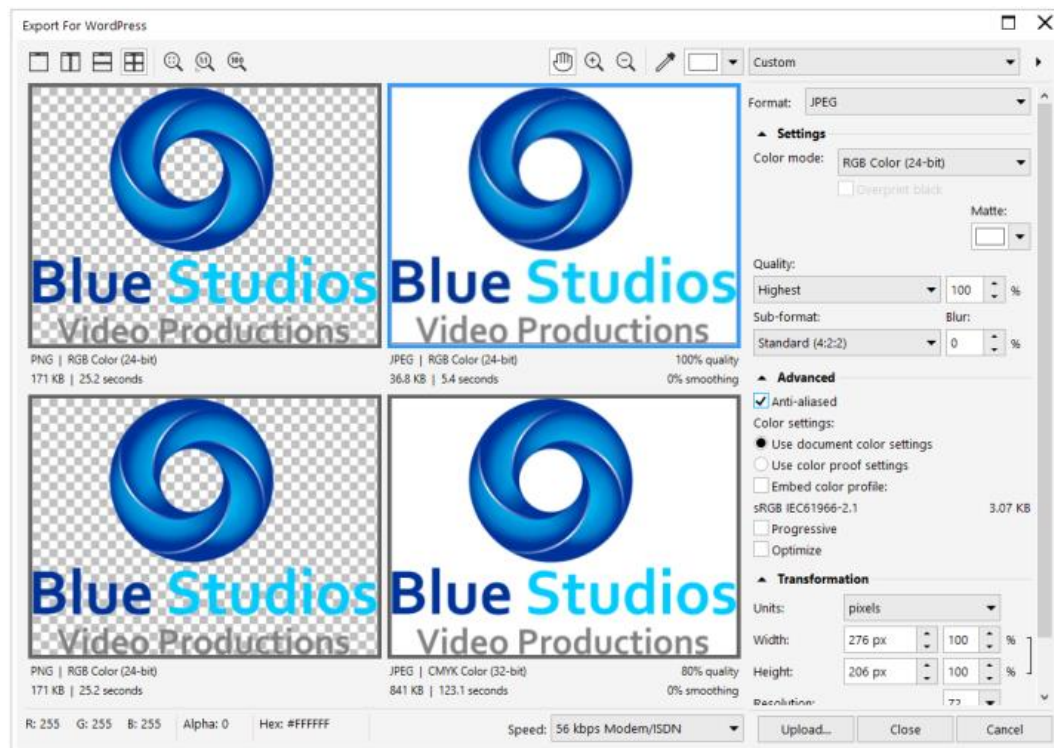 Export For WordPress
1:1
100
Custom
Format: JPEG
Settings
Color mode: RGB Color (24-bit)
Overprint black
Matte:
Quality:
Highest 100 %
Sub-format: Blur:
Standard (4:2:2) 0 %
Advanced
Anti-aliased
Color settings:
Use document color settings
Use color proof settings
Embed color profile:
sRGB IEC61966-2.1 3.07 KB
Progressive
Optimize
Transformation
Units: pixels
Width: 276 px 100 %
Height: 206 px 100 %
Resolution: 72
Blue Studios
Video Productions
PNG | RGB Color (24-bit)
171 KB | 25.2 seconds
Blue Studios
Video Productions
JPEG | RGB Color (24-bit) 100% quality
36.8 KB | 5.4 seconds 0% smoothing
Blue Studios
Video Productions
PNG | RGB Color (24-bit)
171 KB | 25.2 seconds
Blue Studios
Video Productions
JPEG | CMYK Color (32-bit) 80% quality
841 KB | 123.1 seconds 0% smoothing
R: 255 G: 255 B: 255 Alpha: 0 Hex: #FFFFFF
Speed: 56 kbps Modem/ISDN
Upload... Close Cancel